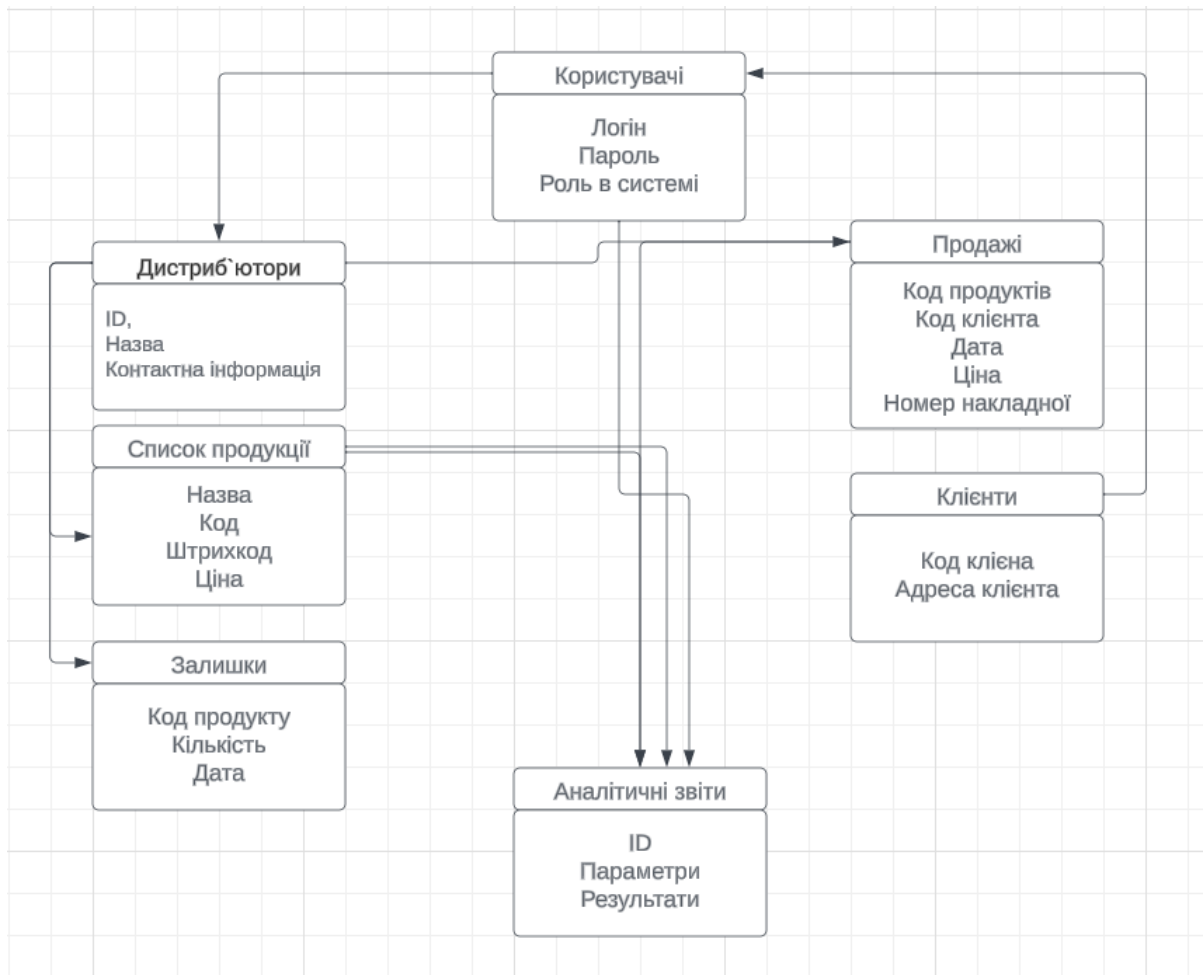 Користувачі
Логін
Пароль
Роль в системі
Дистриб`ютори
ID,
Назва
Контактна інформація
Продажі
Код продуктів
Код клієнта
Дата
Ціна
Номер накладної
Список продукції
Назва
Код
Штрихкод
Ціна
Клієнти
Код клієна
Адреса клієнта
Залишки
Код продукту
Кількість
Дата
Аналітичні звіти
ID
Параметри
Результати